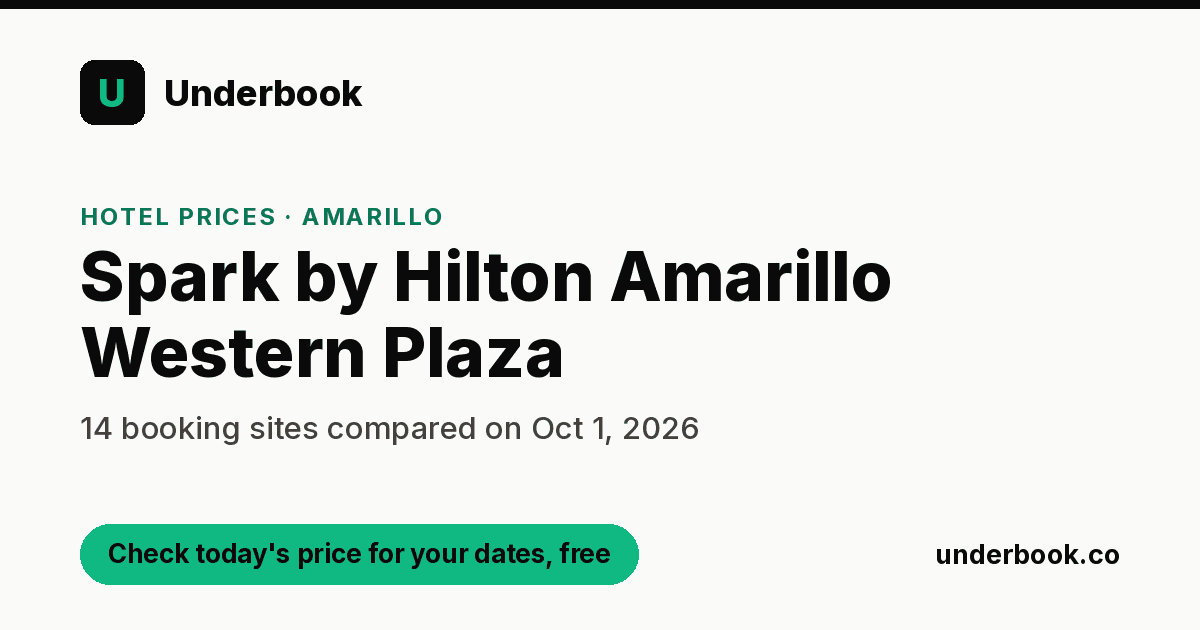 U Underbook
HOTEL PRICES · AMARILLO
Spark by Hilton Amarillo
Western Plaza
14 booking sites compared on Oct 1, 2026
Check today's price for your dates, free
underbook.co